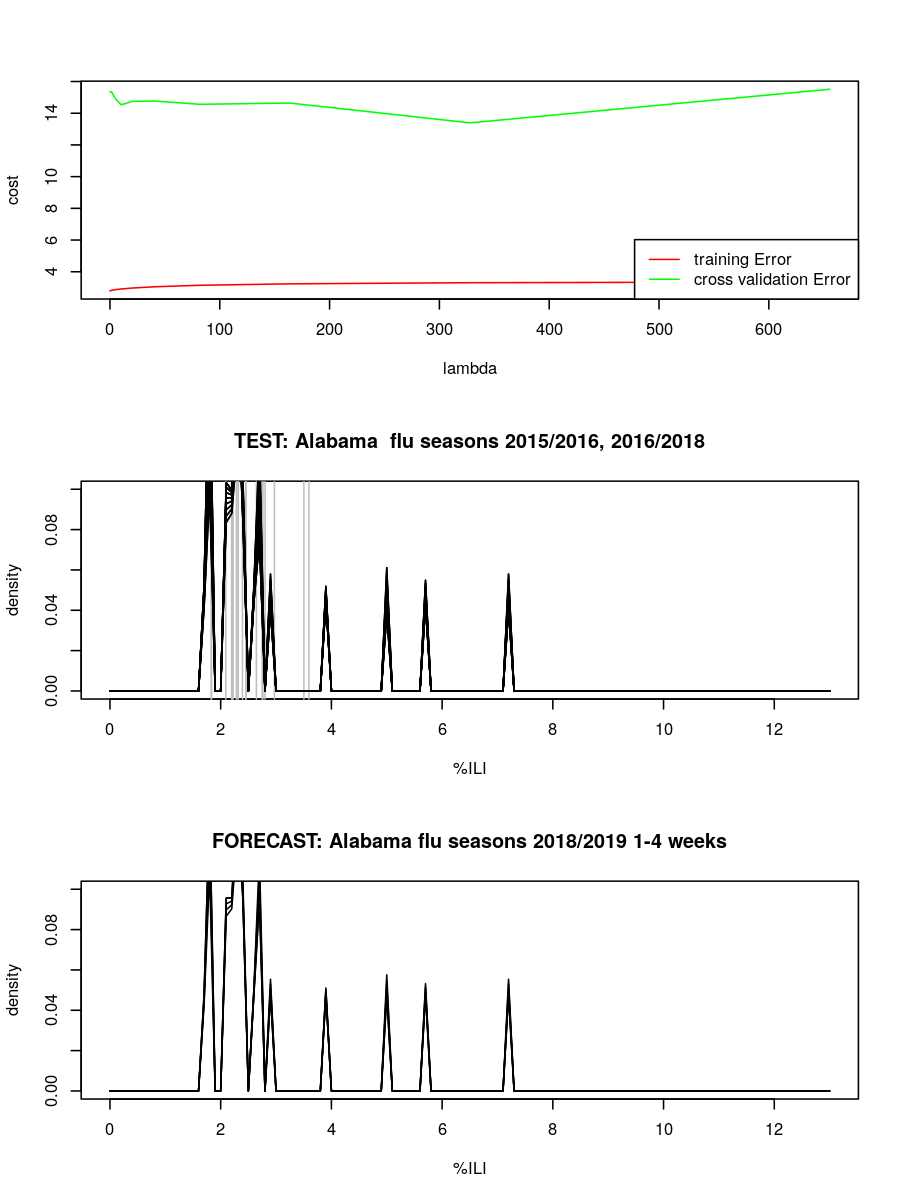 14
10
8
6
4
cost
training Error
cross validation Error
0 100 200 300 400 500 600
lambda
TEST: Alabama  flu seasons 2015/2016, 2016/2018
0.08
0.04
0.00
density
0 2 4 6 8 10 12
%ILI
FORECAST: Alabama flu seasons 2018/2019 1-4 weeks
0.08
0.04
0.00
density
0 2 4 6 8 10 12
%ILI